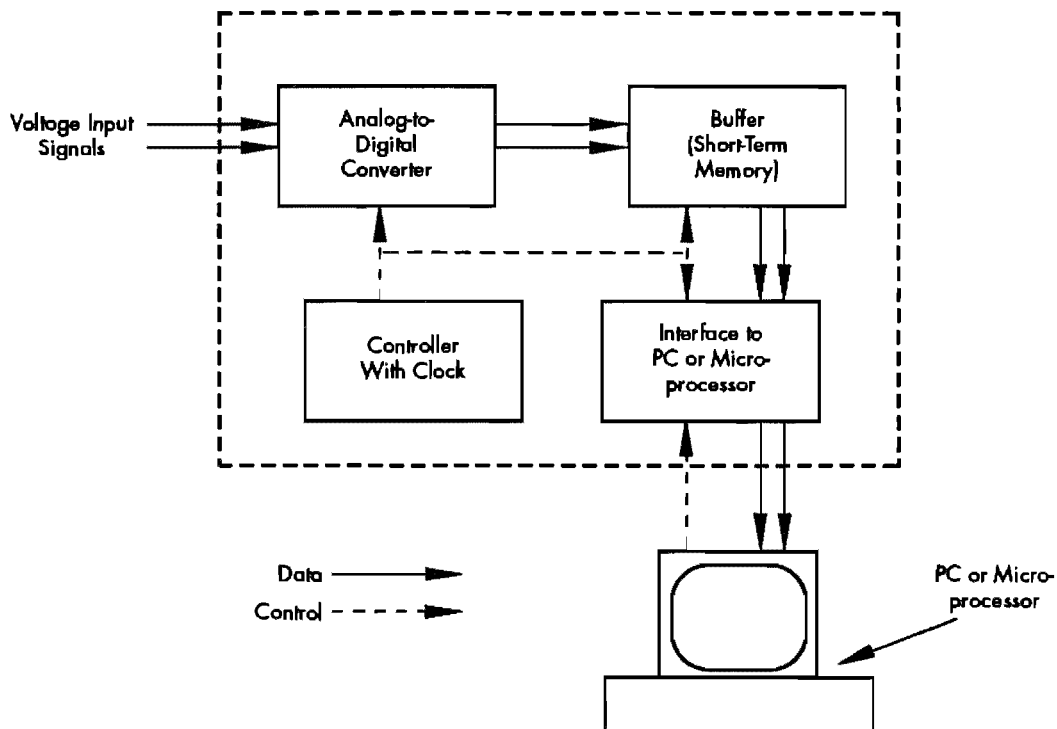 Voltage Input
Signals
Analog-to-
Digital
Converter
Buffer
(Short-Term
Memory)
Controller
With Clock
Interface to
PC or Micro-
processor
Data
Control
PC or Micro-
processor